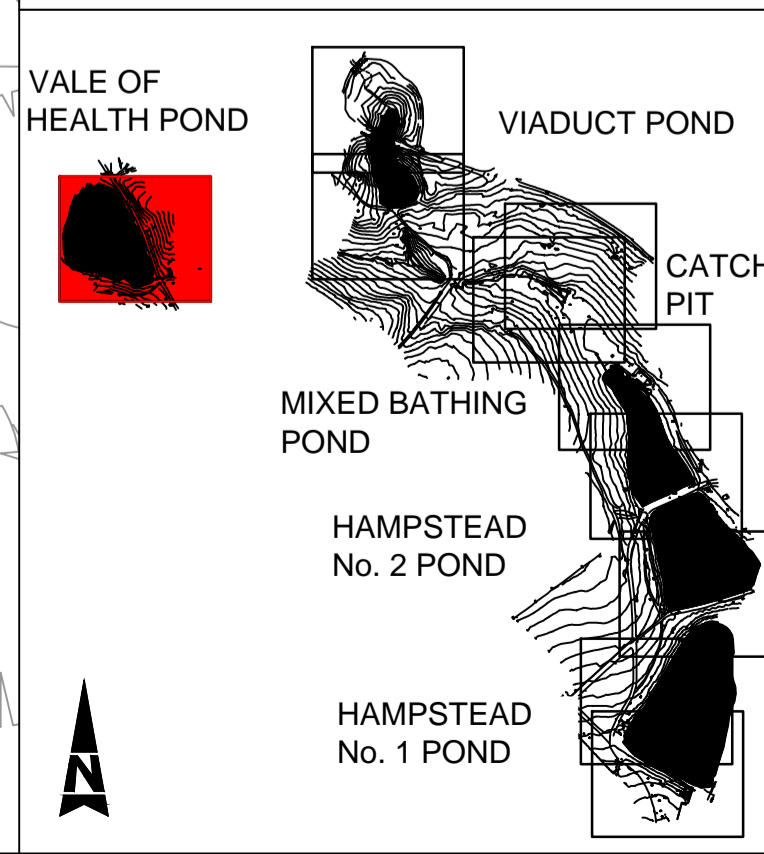 VALE OF
HEALTH POND
VIADUCT POND
CATCH
PIT
MIXED BATHING
POND
HAMPSTEAD
No. 2 POND
HAMPSTEAD
No. 1 POND
N